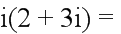 i(2 + 3i) =